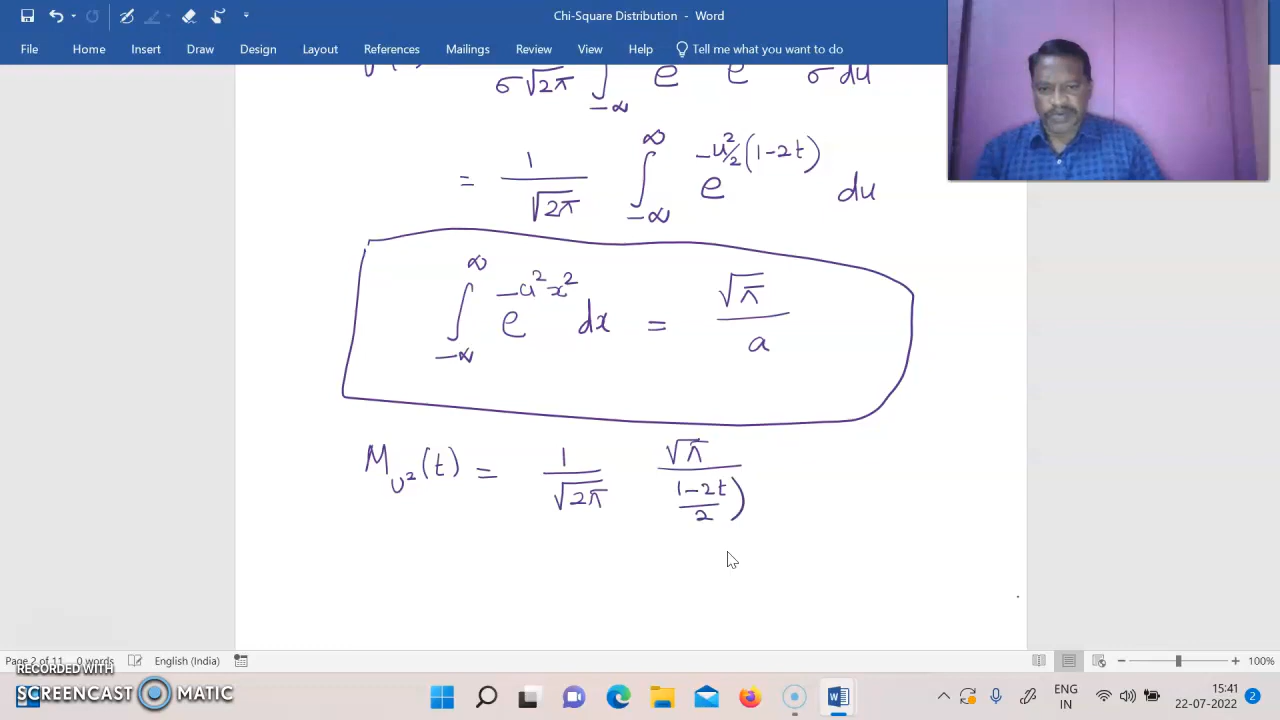 Chi-Square Distribution - Word
File Home Insert Draw Design Layout References Mailings Review View Help Tell me what you want to do
σ√2π ∫ -∞ e e σ du
= 1/√2π ∫ -∞ ∞ e -u²/2 (1-2t) du
∫ -∞ ∞ e -a²x² dx = √π / a
M U² (t) = 1/√2π √π / 1-2t/2 )
Page 2 of 11 0 words English (India) 100%
RECORDED WITH
SCREENCAST MATIC
ENG IN 15:41 22-07-2022